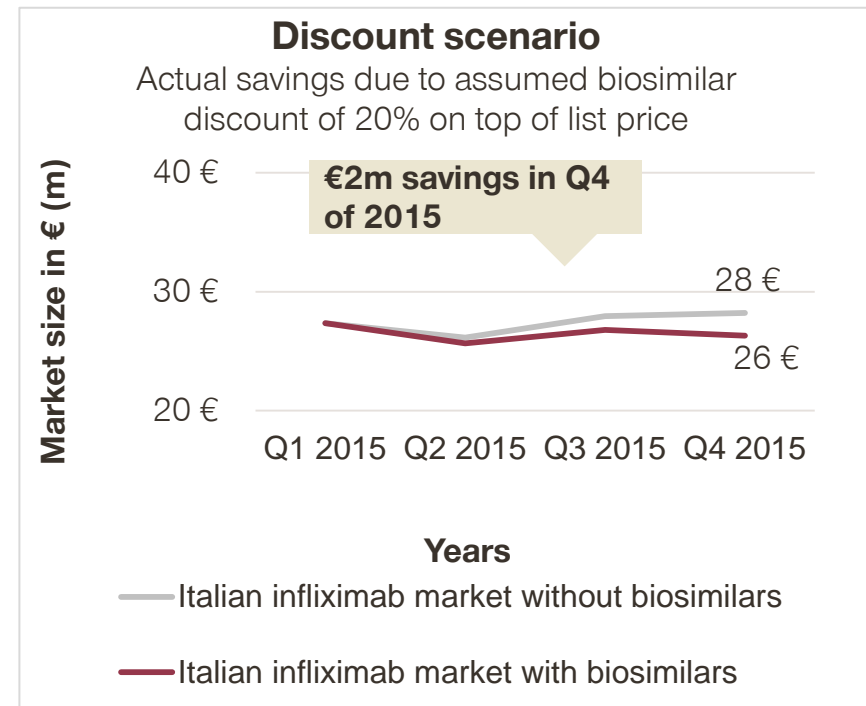 Discount scenario
Actual savings due to assumed biosimilar
discount of 20% on top of list price
Market size in € (m)
40 €
€2m savings in Q4
of 2015
30 €
28 €
26 €
20 €
Q1 2015 Q2 2015 Q3 2015 Q4 2015
Years
Italian infliximab market without biosimilars
Italian infliximab market with biosimilars